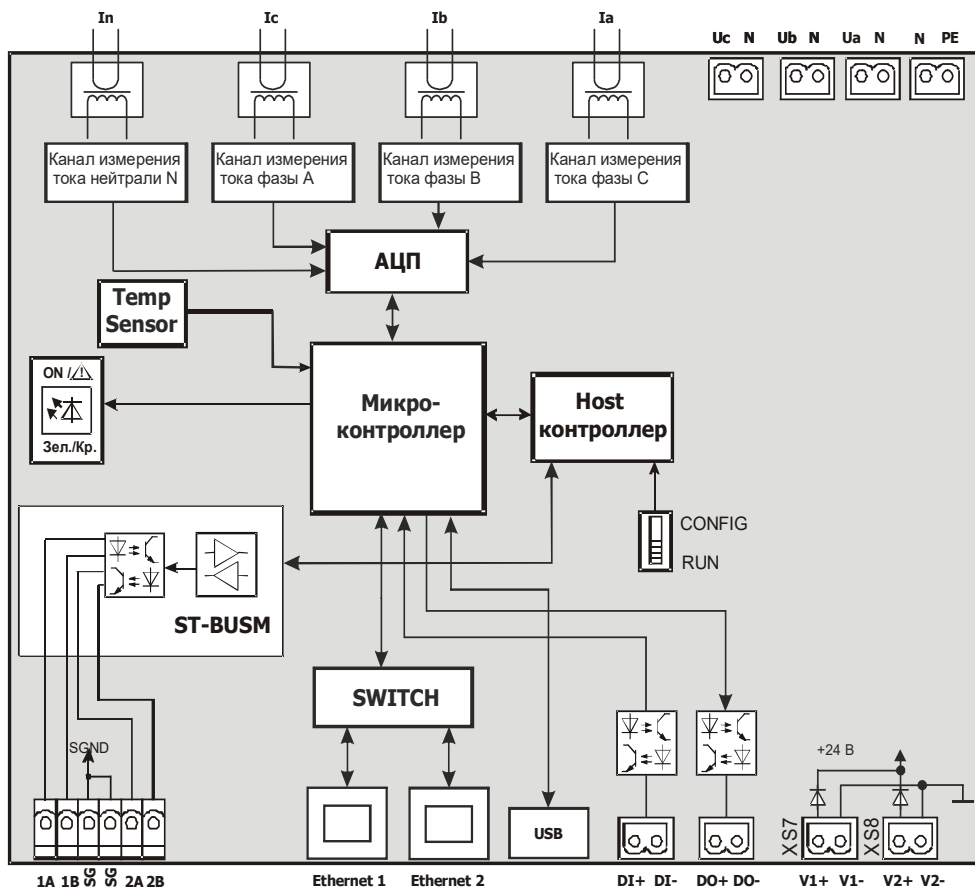 In Ic Ib Ia
Uc N Ub N Ua N N PE
Канал измерения
тока нейтрали N
Канал измерения
тока фазы A
Канал измерения
тока фазы B
Канал измерения
тока фазы C
АЦП
Temp
Sensor
ON /
Зел./Кр.
Микро-
контроллер
Host
контроллер
CONFIG
RUN
ST-BUSM
SWITCH
SGND
+24 В
XS7
XS8
USB
1A 1B SG SG 2A 2B
Ethernet 1 Ethernet 2
DI+ DI- DO+ DO- V1+ V1- V2+ V2-